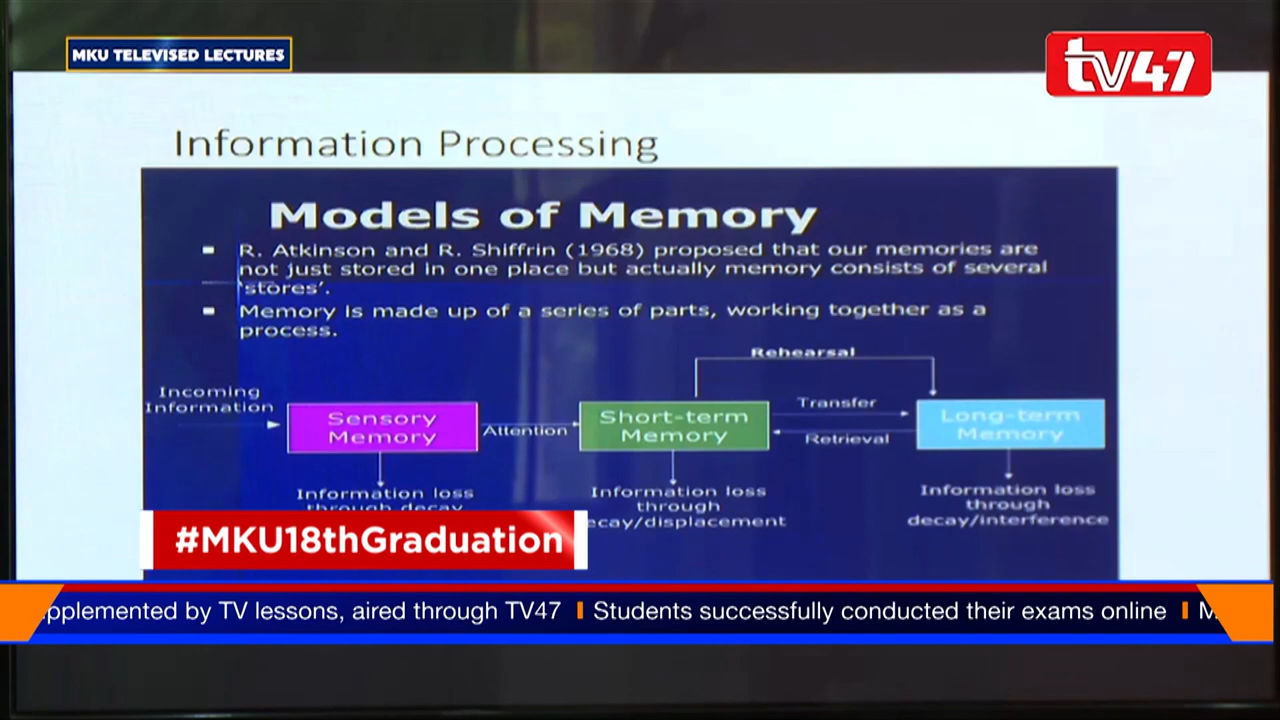 MKU TELEVISED LECTURES
tv47
Information Processing
Models of Memory
R. Atkinson and R. Shiffrin (1968) proposed that our memories are
not just stored in one place but actually memory consists of several
‘stores’.
Memory is made up of a series of parts, working together as a
process.
Rehearsal
Incoming
Information
Sensory
Memory
Attention
Short-term
Memory
Transfer
Retrieval
Long-term
Memory
Information loss
through decay
Information loss
through
decay/displacement
Information loss
through
decay/interference
#MKU18thGraduation
pplemented by TV lessons, aired through TV47 | Students successfully conducted their exams online | M